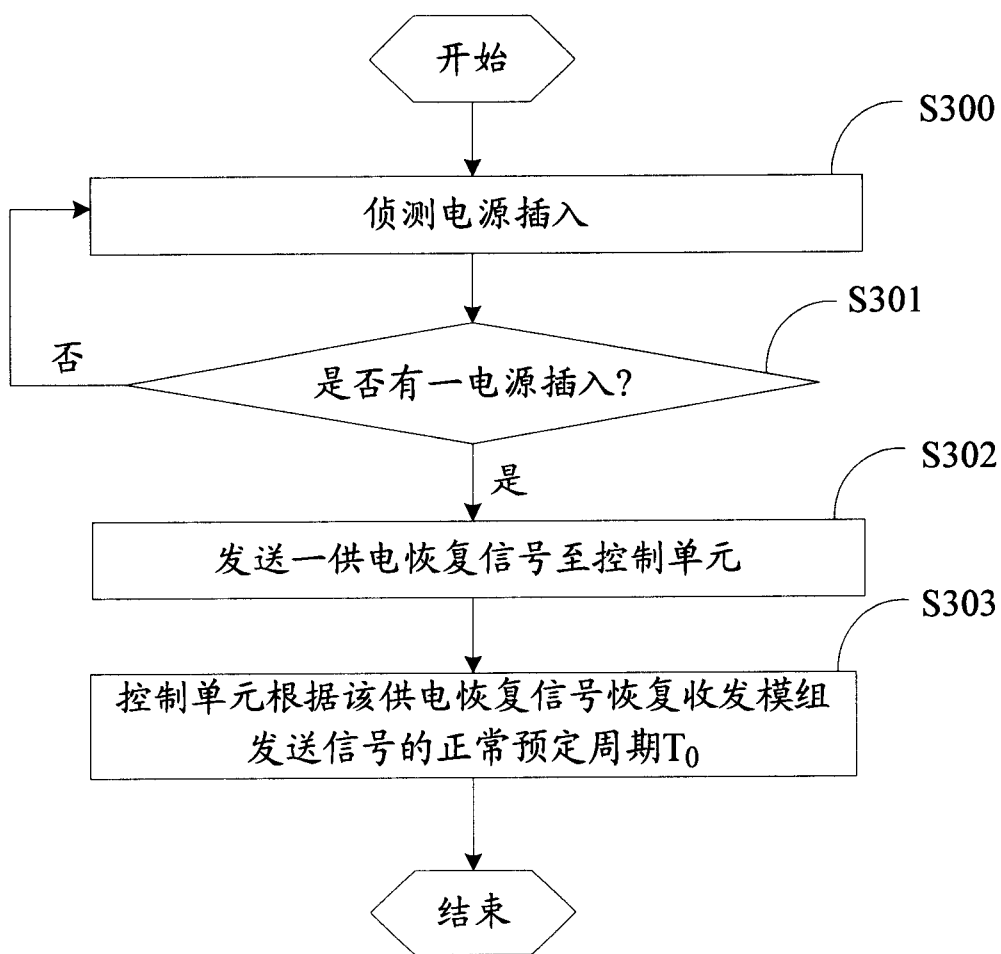 开始
S300
侦测电源插入
S301
否
是否有一电源插入?
S302
是
发送一供电恢复信号至控制单元
S303
控制单元根据该供电恢复信号恢复收发模组
发送信号的正常预定周期T₀
结束